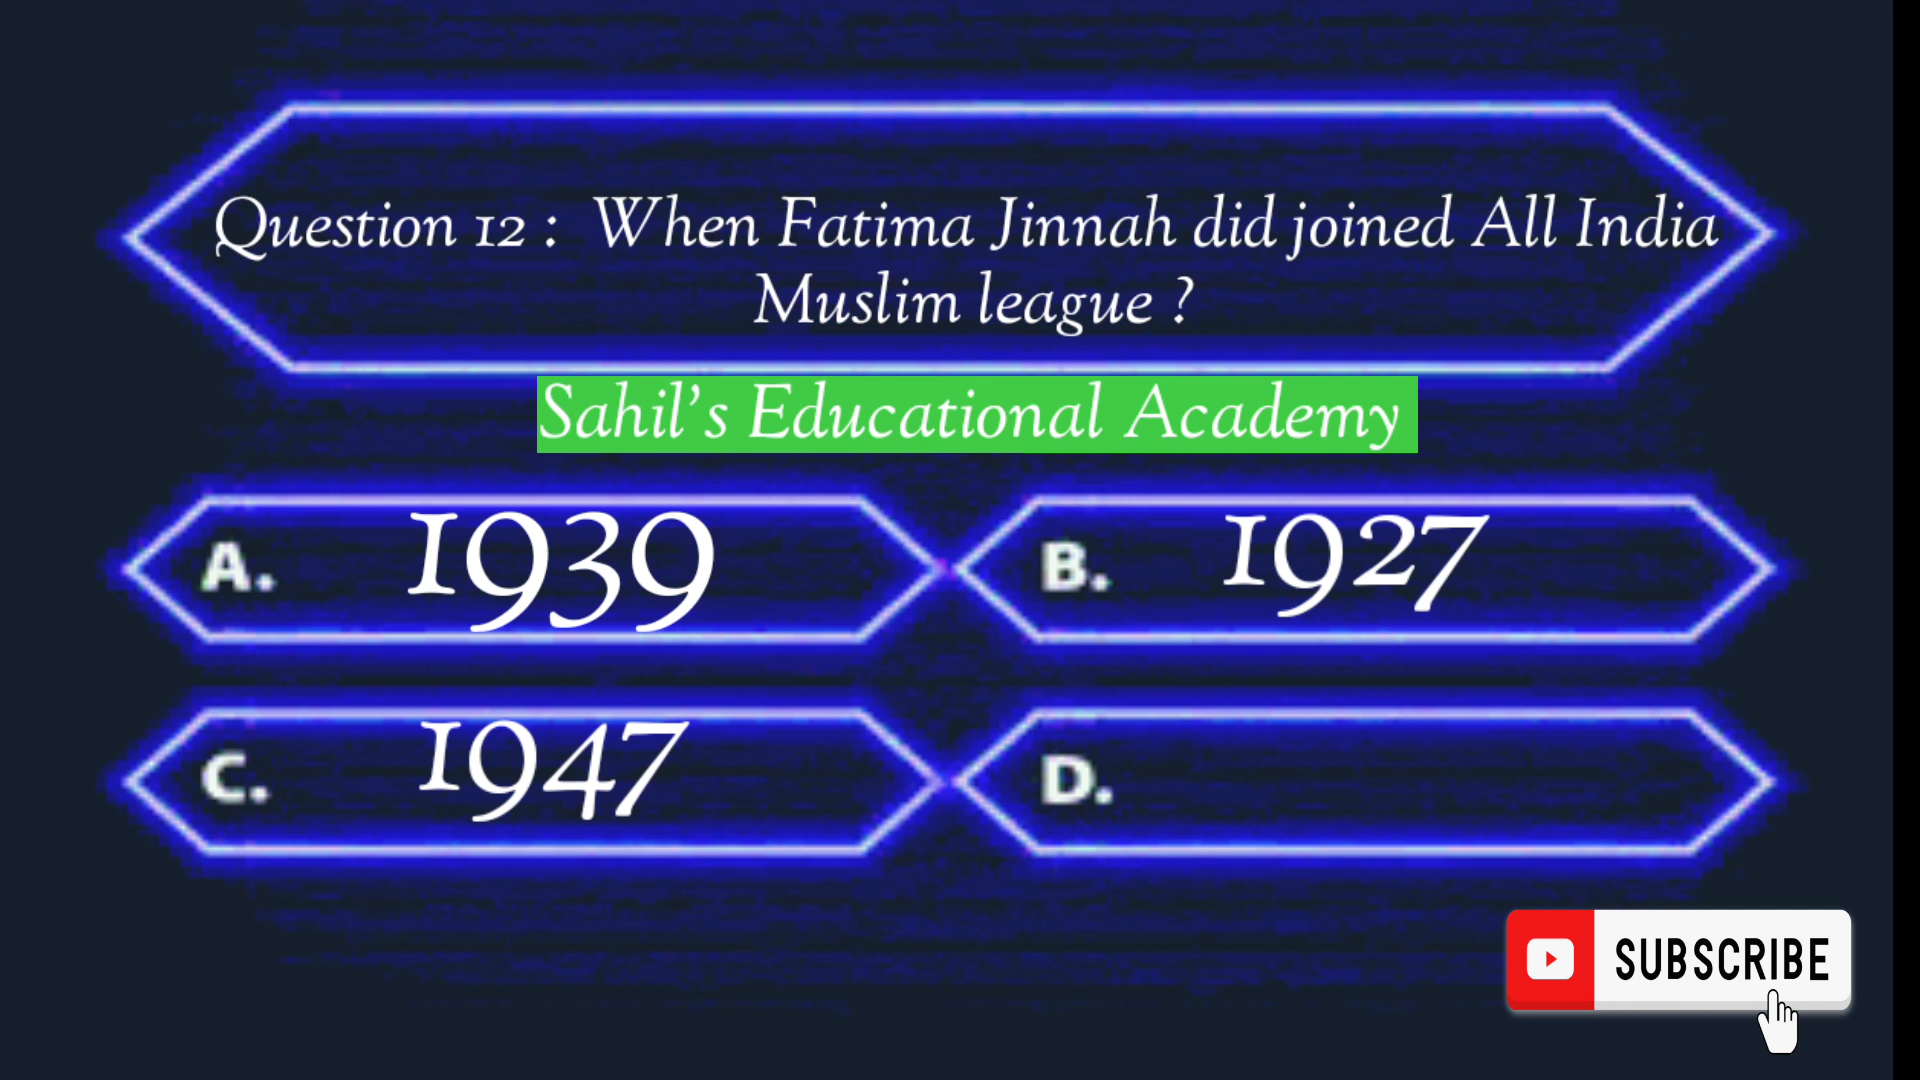 Question 12 : When Fatima Jinnah did joined All India
Muslim league ?
Sahil's Educational Academy
A. 1939
B. 1927
C. 1947
D.
SUBSCRIBE